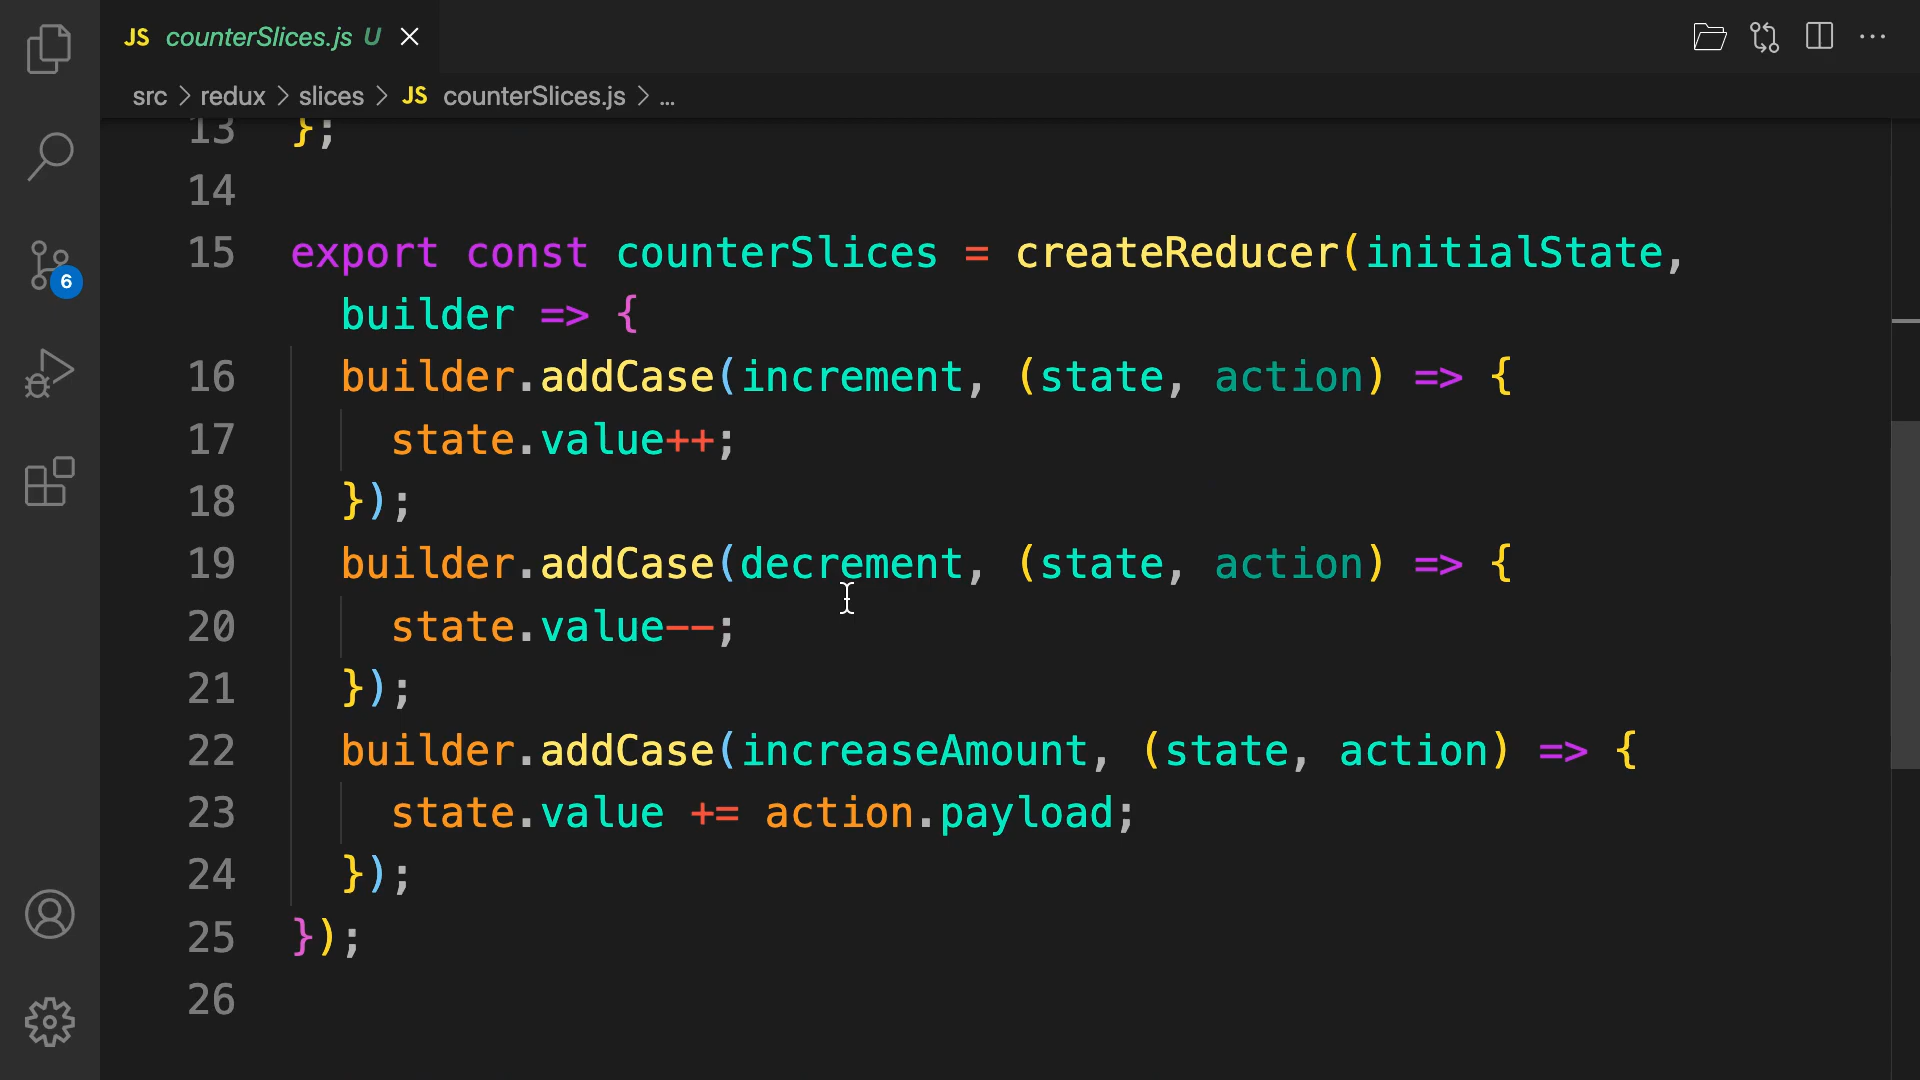 JS counterSlices.js U
src > redux > slices > JS counterSlices.js > ...
13 };
14
15 export const counterSlices = createReducer(initialState,
builder => {
16 builder.addCase(increment, (state, action) => {
17 state.value++;
18 });
19 builder.addCase(decrement, (state, action) => {
20 state.value--;
21 });
22 builder.addCase(increaseAmount, (state, action) => {
23 state.value += action.payload;
24 });
25 });
26
6